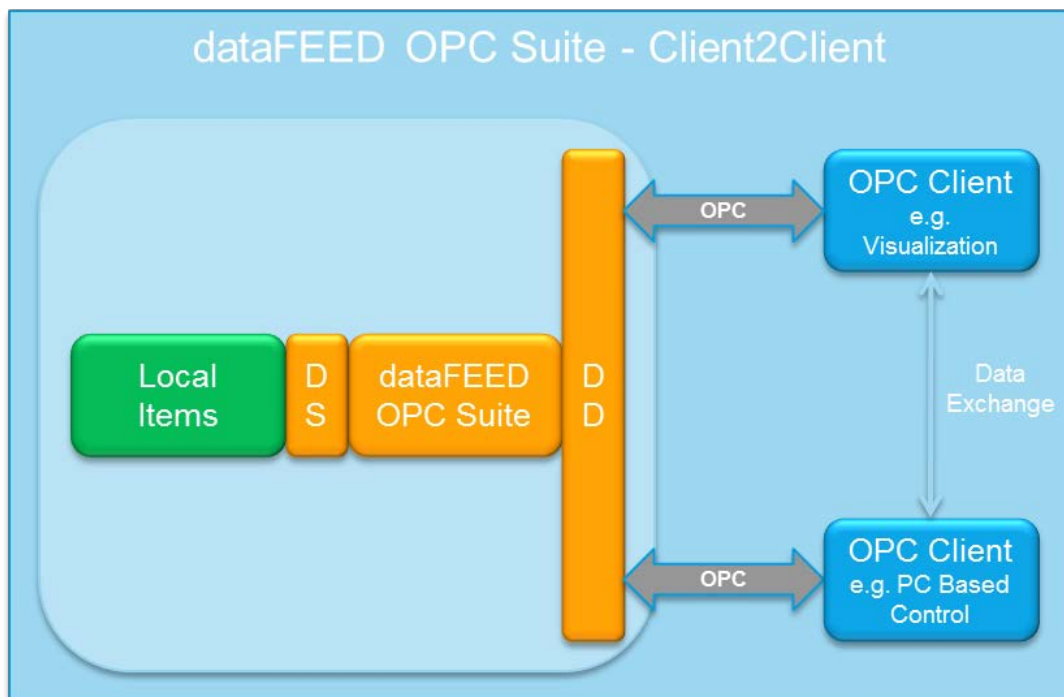 dataFEED OPC Suite - Client2Client
Local
Items
D
S
dataFEED
OPC Suite
D
D
OPC
OPC Client
e.g.
Visualization
Data
Exchange
OPC
OPC Client
e.g. PC Based
Control